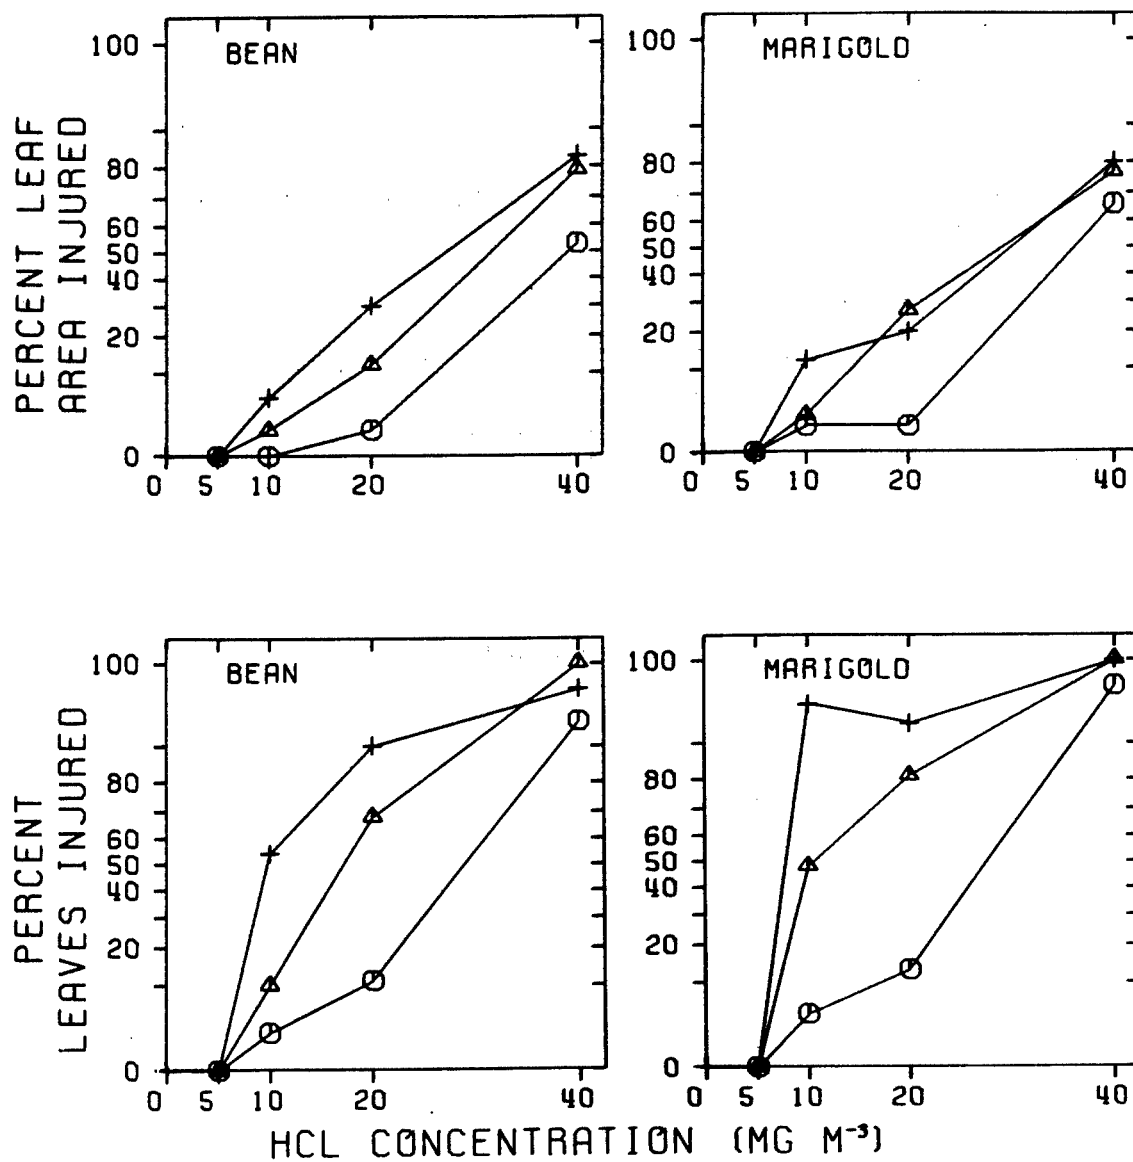 PERCENT LEAF
AREA INJURED
BEAN
100
80
60
50
40
20
0
0 5 10 20 40
MARIGOLD
100
80
60
50
40
20
0
0 5 10 20 40
PERCENT
LEAVES INJURED
BEAN
100
80
60
50
40
20
0
0 5 10 20 40
MARIGOLD
100
80
60
50
40
20
0
0 5 10 20 40
HCL CONCENTRATION (MG M⁻³)